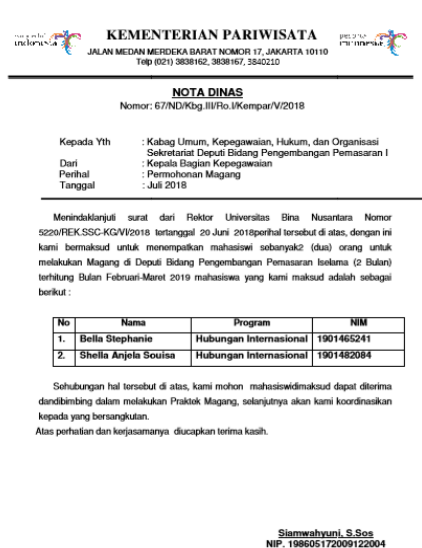 KEMENTERIAN PARIWISATA
JALAN MEDAN MERDEKA BARAT NOMOR 17, JAKARTA 10110
Telp (021) 3838162, 3838167, 3840210
NOTA DINAS
Nomor: 67/ND/Kbg.III/Ro.I/Kempar/V/2018
Kepada Yth : Kabag Umum, Kepegawaian, Hukum, dan Organisasi
Sekretariat Deputi Bidang Pengembangan Pemasaran I
Dari : Kepala Bagian Kepegawaian
Perihal : Permohonan Magang
Tanggal : Juli 2018
Menindaklanjuti surat dari Rektor Universitas Bina Nusantara Nomor
5220/REK.SSC-KG/VI/2018 tertanggal 20 Juni 2018perihal tersebut di atas, dengan ini
kami bermaksud untuk menempatkan mahasiswi sebanyak2 (dua) orang untuk
melakukan Magang di Deputi Bidang Pengembangan Pemasaran Iselama (2 Bulan)
terhitung Bulan Februari-Maret 2019 mahasiswa yang kami maksud adalah sebagai
berikut :
No Nama Program NIM
1. Bella Stephanie Hubungan Internasional 1901465241
2. Shella Anjela Souisa Hubungan Internasional 1901482084
Sehubungan hal tersebut di atas, kami mohon mahasiswidimaksud dapat diterima
dandibimbing dalam melakukan Praktek Magang, selanjutnya akan kami koordinasikan
kepada yang bersangkutan.
Atas perhatian dan kerjasamanya diucapkan terima kasih.
Siamwahyuni, S.Sos
NIP. 198605172009122004